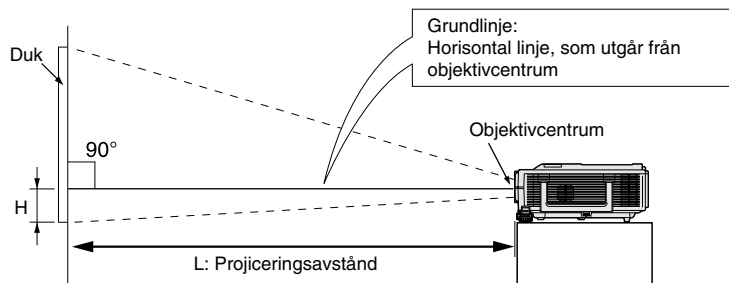 Grundlinje:
Horisontal linje, som utgår från
objektivcentrum
Duk
Objektivcentrum
90°
H
L: Projiceringsavstånd